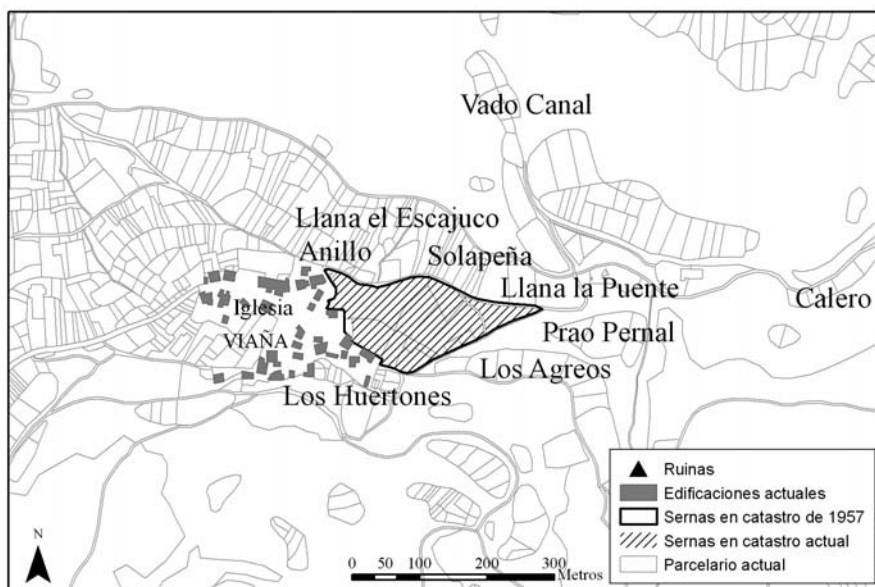 Vado Canal
Llana el Escajuco
Anillo
Solapeña
Llana la Puente
Calero
Iglesia
Prao Pernal
VIAÑA
Los Agreos
Los Huertones
Ruinas
Edificaciones actuales
Sernas en catastro de 1957
Sernas en catastro actual
Parcelario actual
N
0 50 100 200 300
Metros